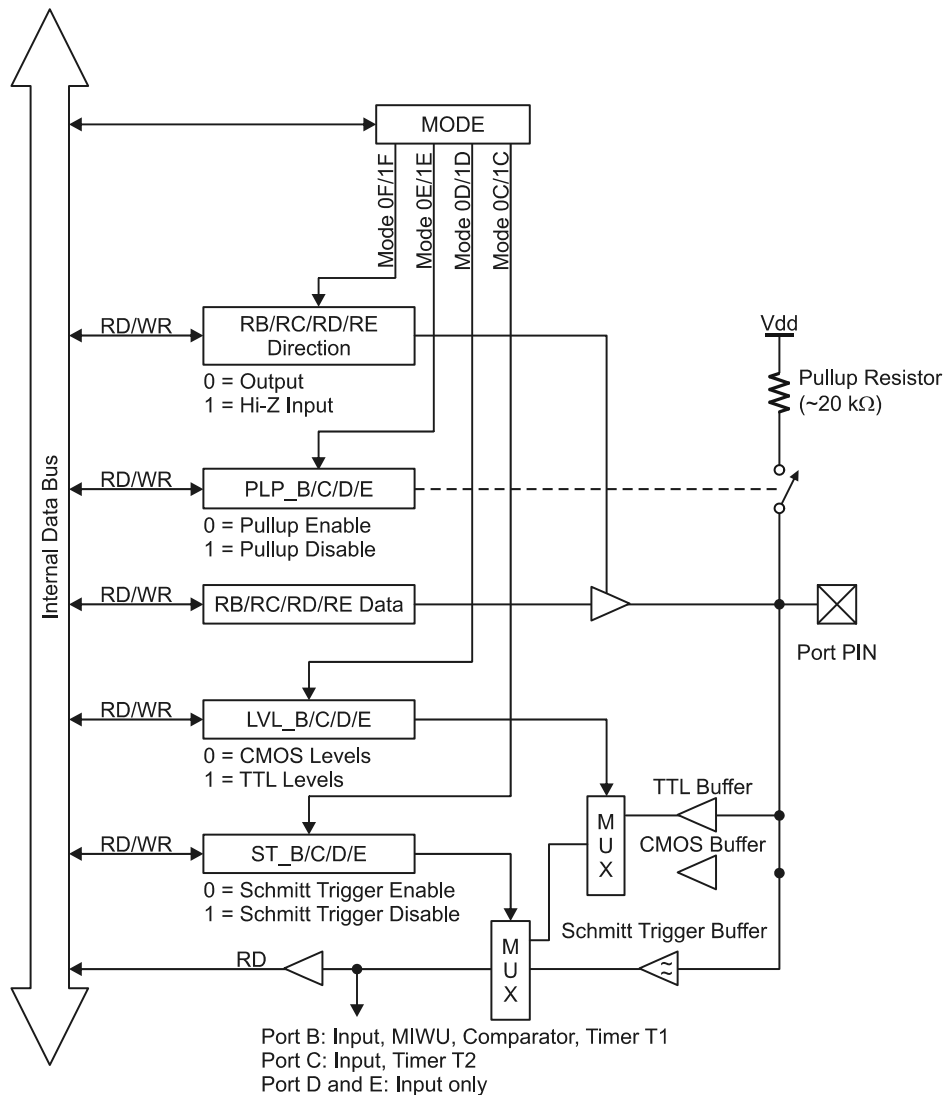 MODE
Mode 0F/1F
Mode 0E/1E
Mode 0D/1D
Mode 0C/1C
Internal Data Bus
RD/WR
RB/RC/RD/RE
Direction
0 = Output
1 = Hi-Z Input
Vdd
Pullup Resistor
(~20 kΩ)
RD/WR
PLP_B/C/D/E
0 = Pullup Enable
1 = Pullup Disable
RD/WR
RB/RC/RD/RE Data
Port PIN
RD/WR
LVL_B/C/D/E
0 = CMOS Levels
1 = TTL Levels
TTL Buffer
MUX
CMOS Buffer
RD/WR
ST_B/C/D/E
0 = Schmitt Trigger Enable
1 = Schmitt Trigger Disable
Schmitt Trigger Buffer
MUX
RD
Port B: Input, MIWU, Comparator, Timer T1
Port C: Input, Timer T2
Port D and E: Input only